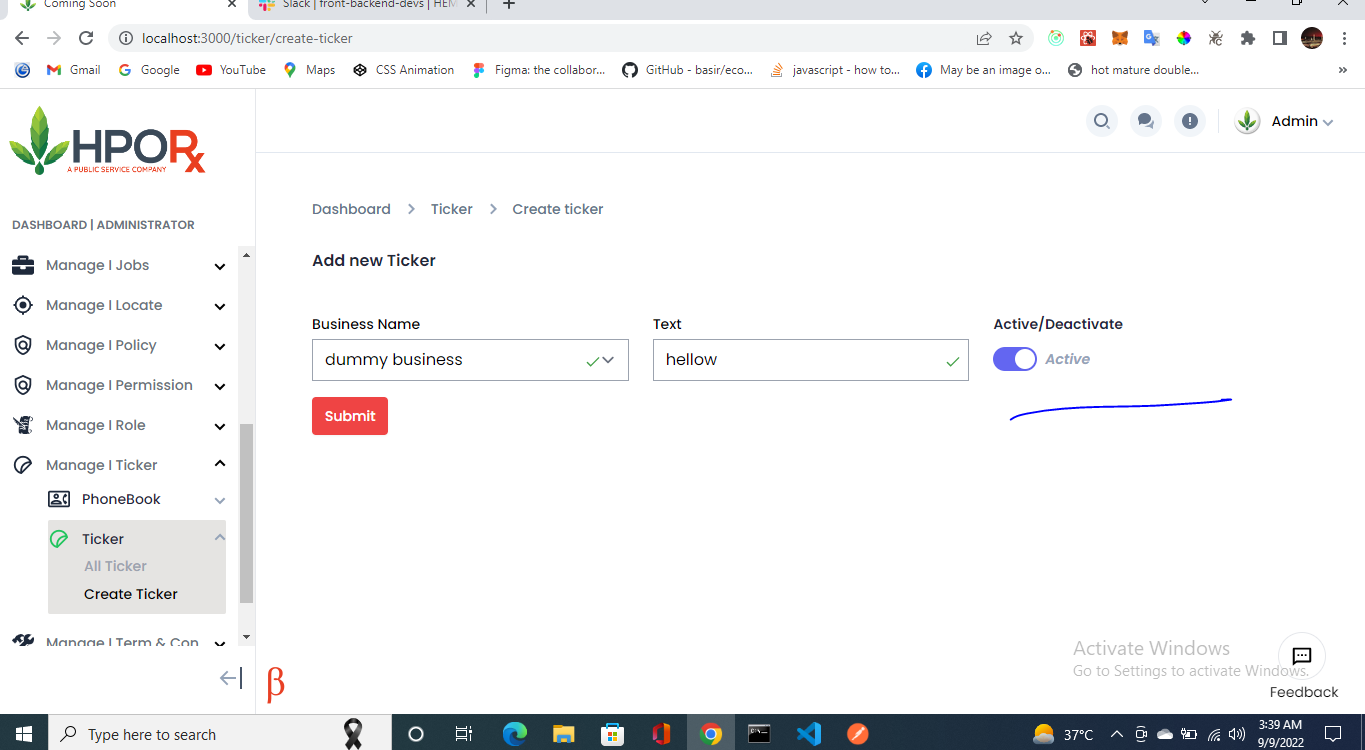 Coming Soon
Slack | front-backend-devs | HEM
localhost:3000/ticker/create-ticker
Gmail
Google
YouTube
Maps
CSS Animation
Figma: the collabor...
GitHub - basir/eco...
javascript - how to...
May be an image o...
hot mature double...
HPORx
A PUBLIC SERVICE COMPANY
Admin
DASHBOARD | ADMINISTRATOR
Manage I Jobs
Manage I Locate
Manage I Policy
Manage I Permission
Manage I Role
Manage I Ticker
PhoneBook
Ticker
All Ticker
Create Ticker
Manage I Term & Con
Dashboard > Ticker > Create ticker
Add new Ticker
Business Name
Text
Active/Deactivate
dummy business
hellow
Active
Submit
β
Activate Windows
Go to Settings to activate Windows.
Feedback
Type here to search
37°C
3:39 AM
9/9/2022